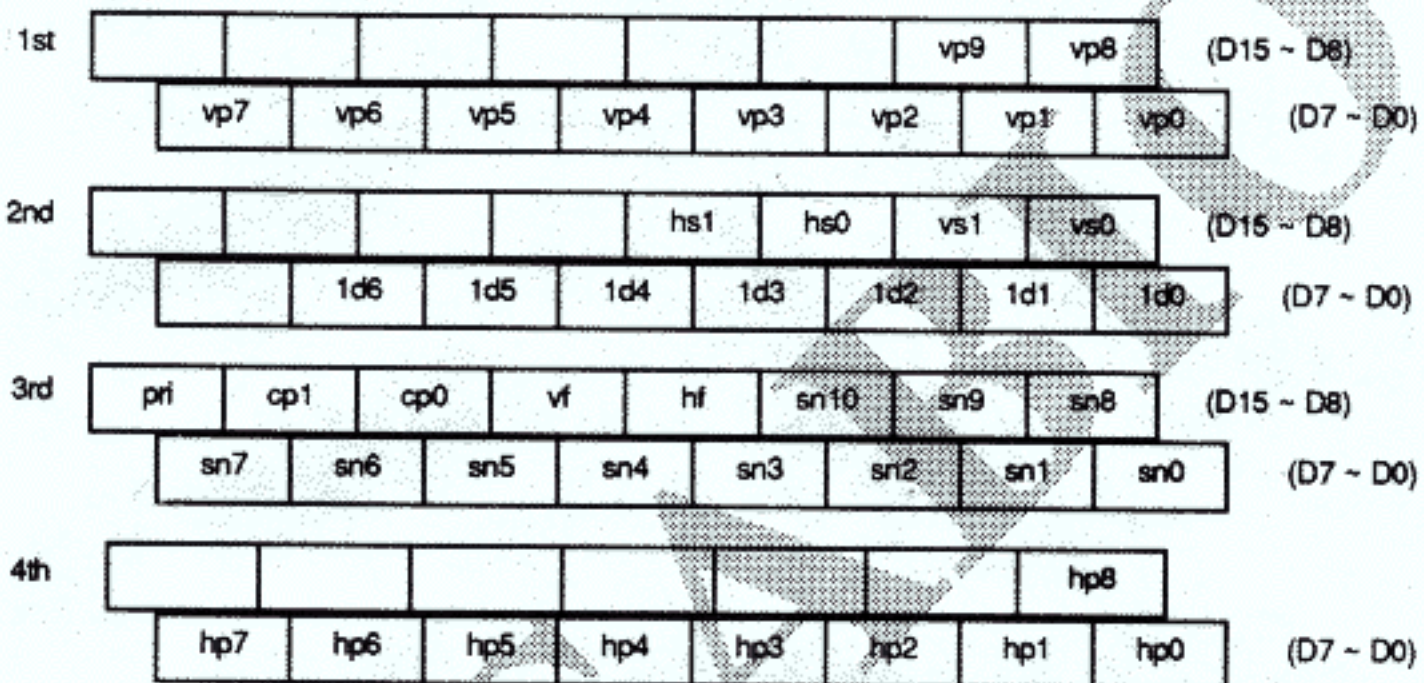 1st vp9 vp8 (D15 ~ D8)
vp7 vp6 vp5 vp4 vp3 vp2 vp1 vp0 (D7 ~ D0)
2nd hs1 hs0 vs1 vs0 (D15 ~ D8)
1d6 1d5 1d4 1d3 1d2 1d1 1d0 (D7 ~ D0)
3rd pri cp1 cp0 vf hf sn10 sn9 sn8 (D15 ~ D8)
sn7 sn6 sn5 sn4 sn3 sn2 sn1 sn0 (D7 ~ D0)
4th hp8
hp7 hp6 hp5 hp4 hp3 hp2 hp1 hp0 (D7 ~ D0)